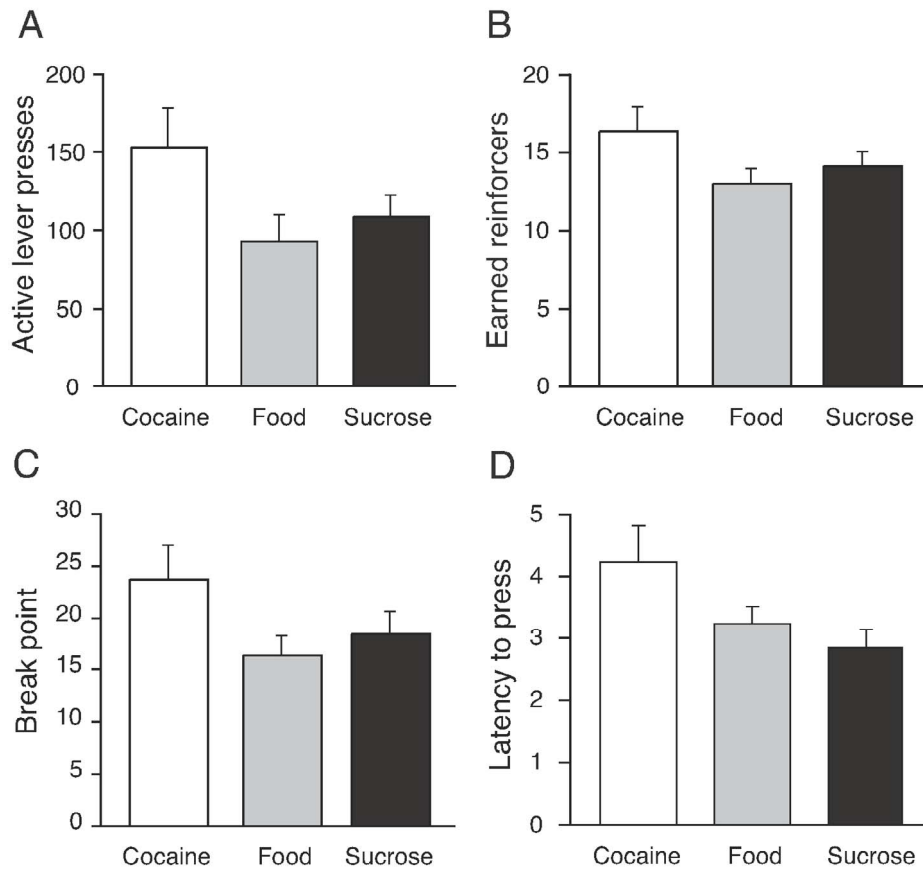 A
Active lever presses
200
150
100
50
0
Cocaine Food Sucrose
B
Earned reinforcers
20
15
10
5
0
Cocaine Food Sucrose
C
Break point
30
25
20
15
10
5
0
Cocaine Food Sucrose
D
Latency to press
5
4
3
2
1
0
Cocaine Food Sucrose